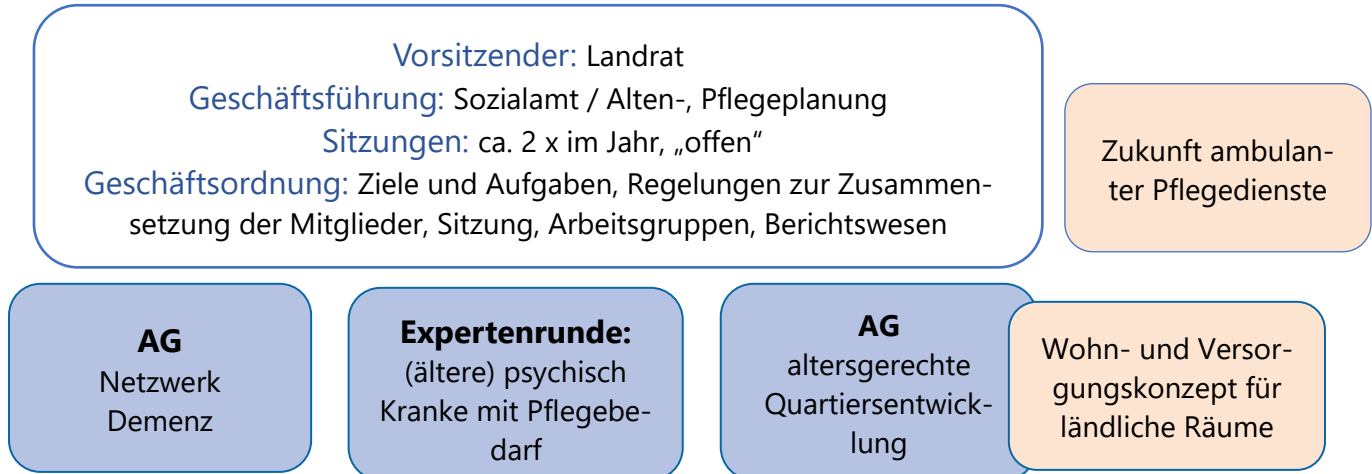 Vorsitzender: Landrat
Geschäftsführung: Sozialamt / Alten-, Pflegeplanung
Sitzungen: ca. 2 x im Jahr, „offen“
Geschäftsordnung: Ziele und Aufgaben, Regelungen zur Zusammen-
setzung der Mitglieder, Sitzung, Arbeitsgruppen, Berichtswesen
Zukunft ambulan-
ter Pflegedienste
AG
Netzwerk
Demenz
Expertenrunde:
(ältere) psychisch
Kranke mit Pflegebe-
darf
AG
altersgerechte
Quartiersentwick-
lung
Wohn- und Versor-
gungskonzept für
ländliche Räume